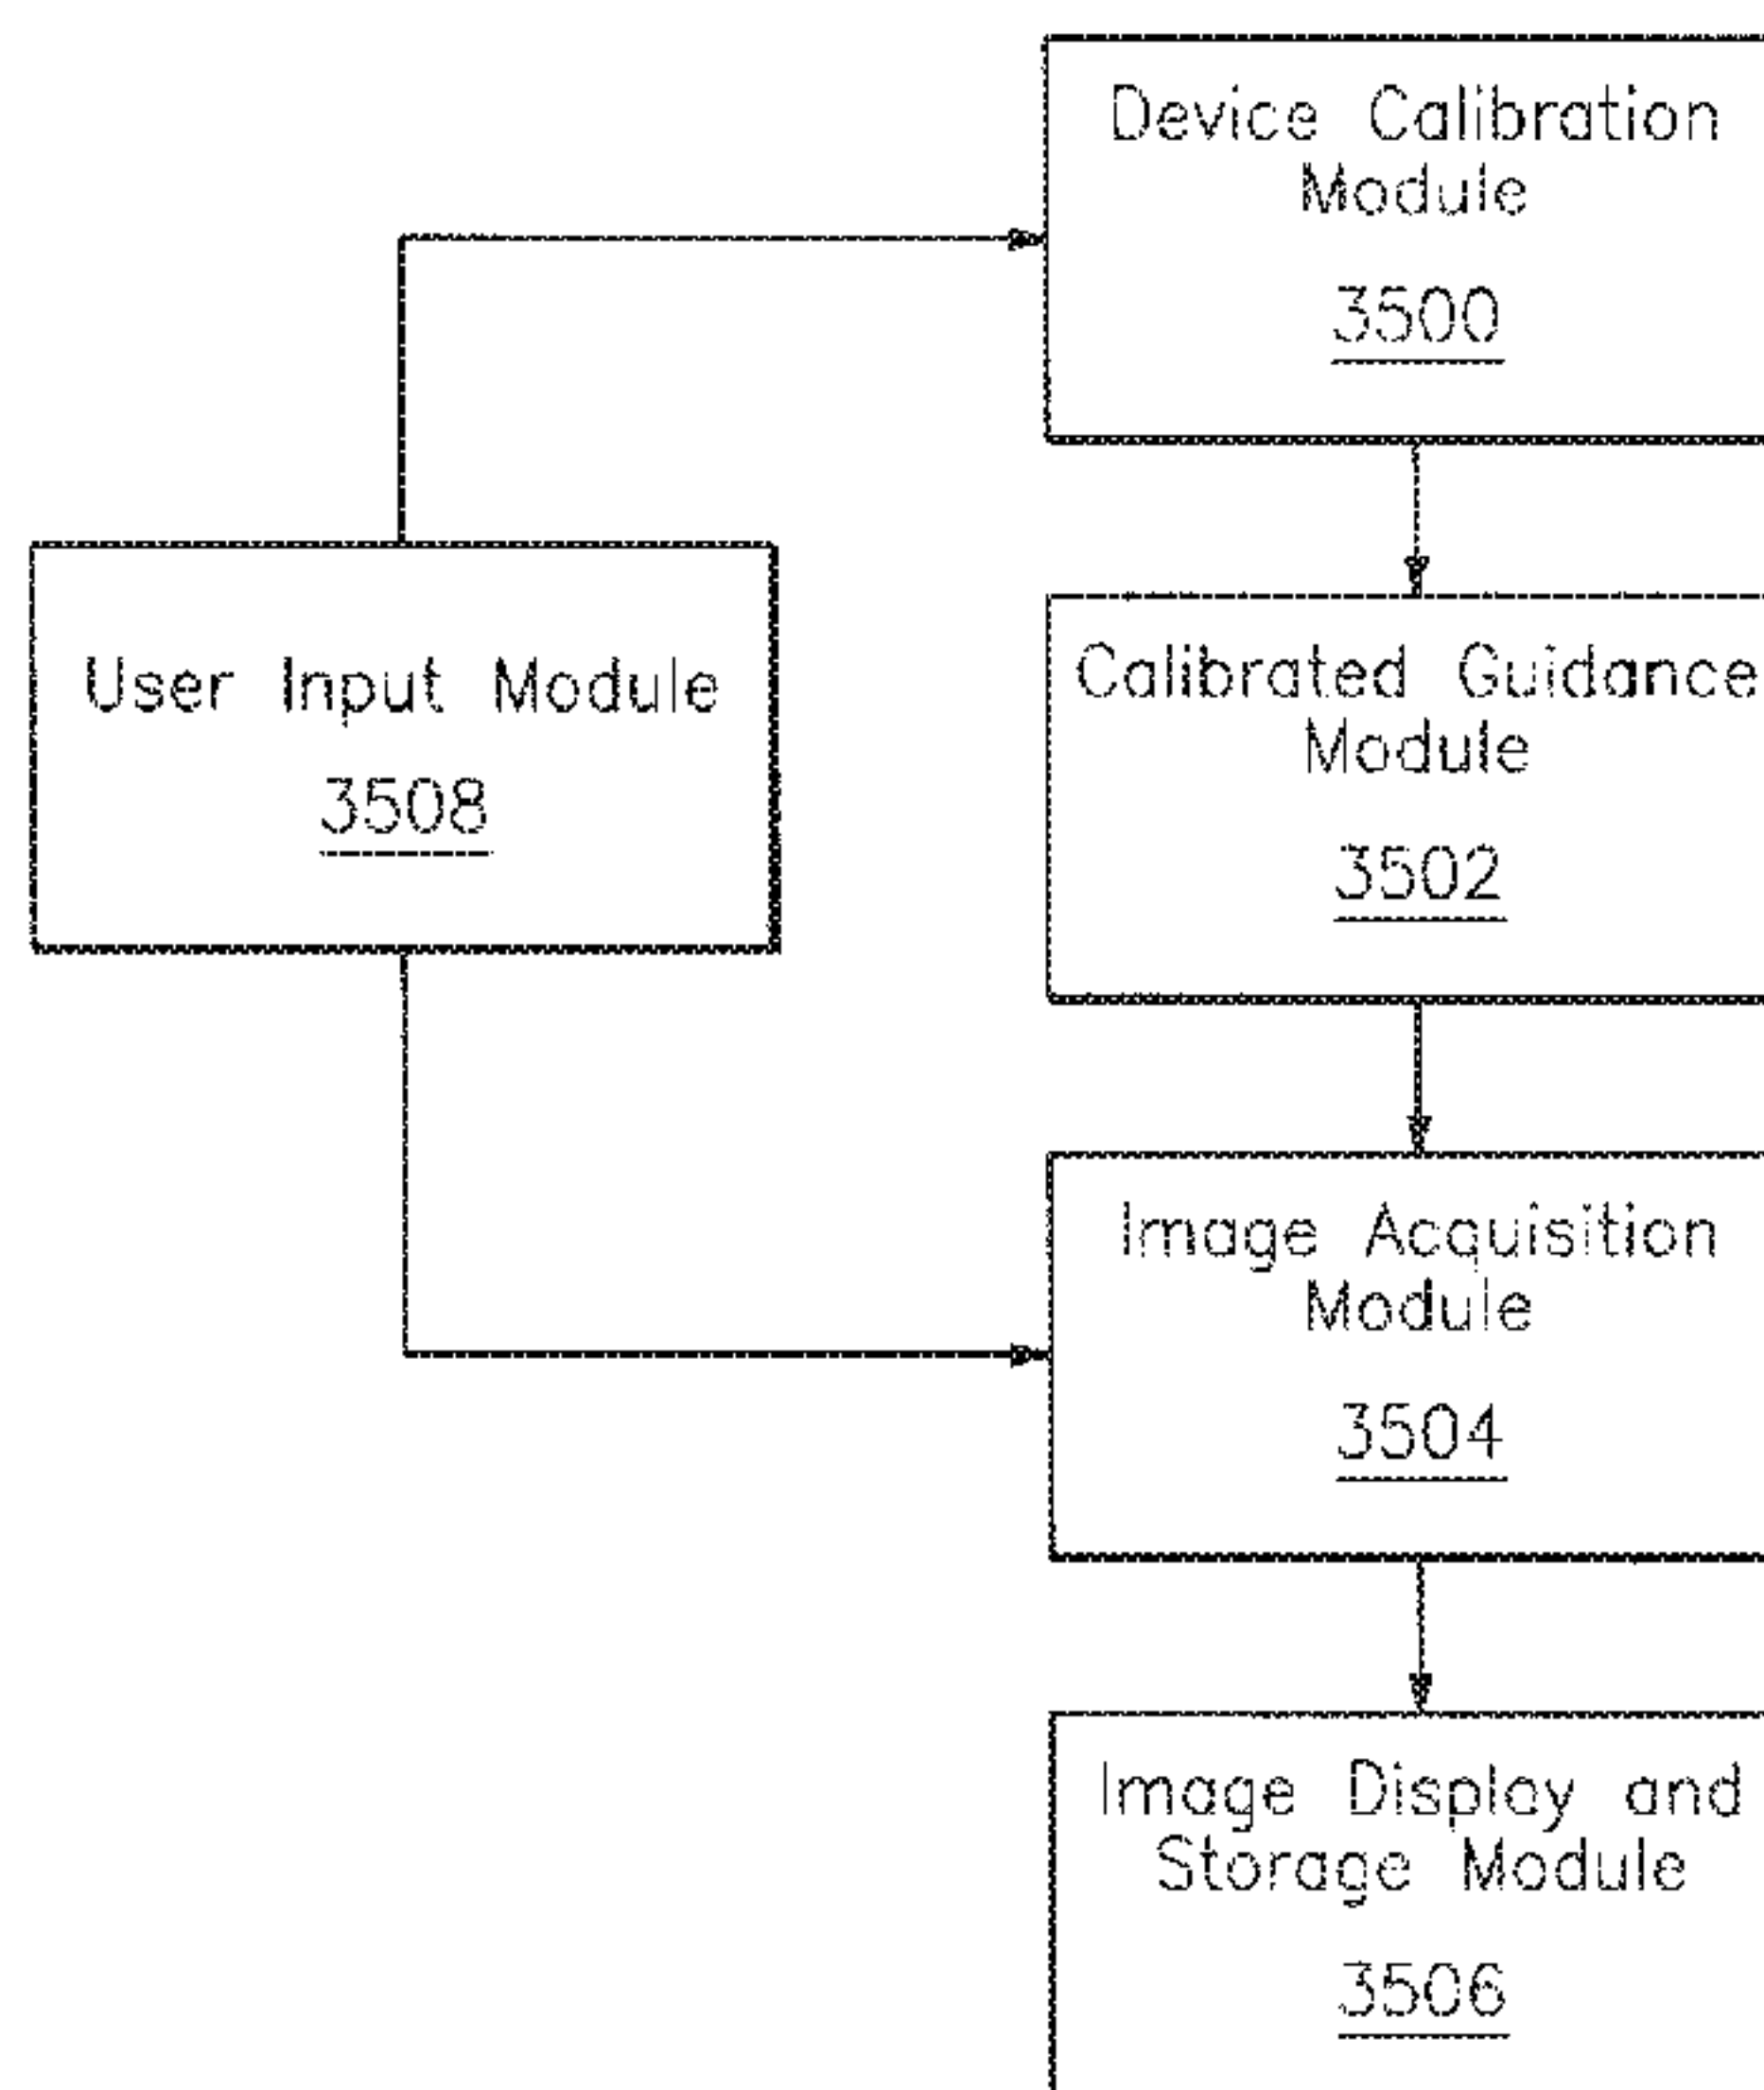 Device Calibration
Module
3500
User Input Module
3508
Calibrated Guidance
Module
3502
Image Acquisition
Module
3504
Image Display and
Storage Module
3506